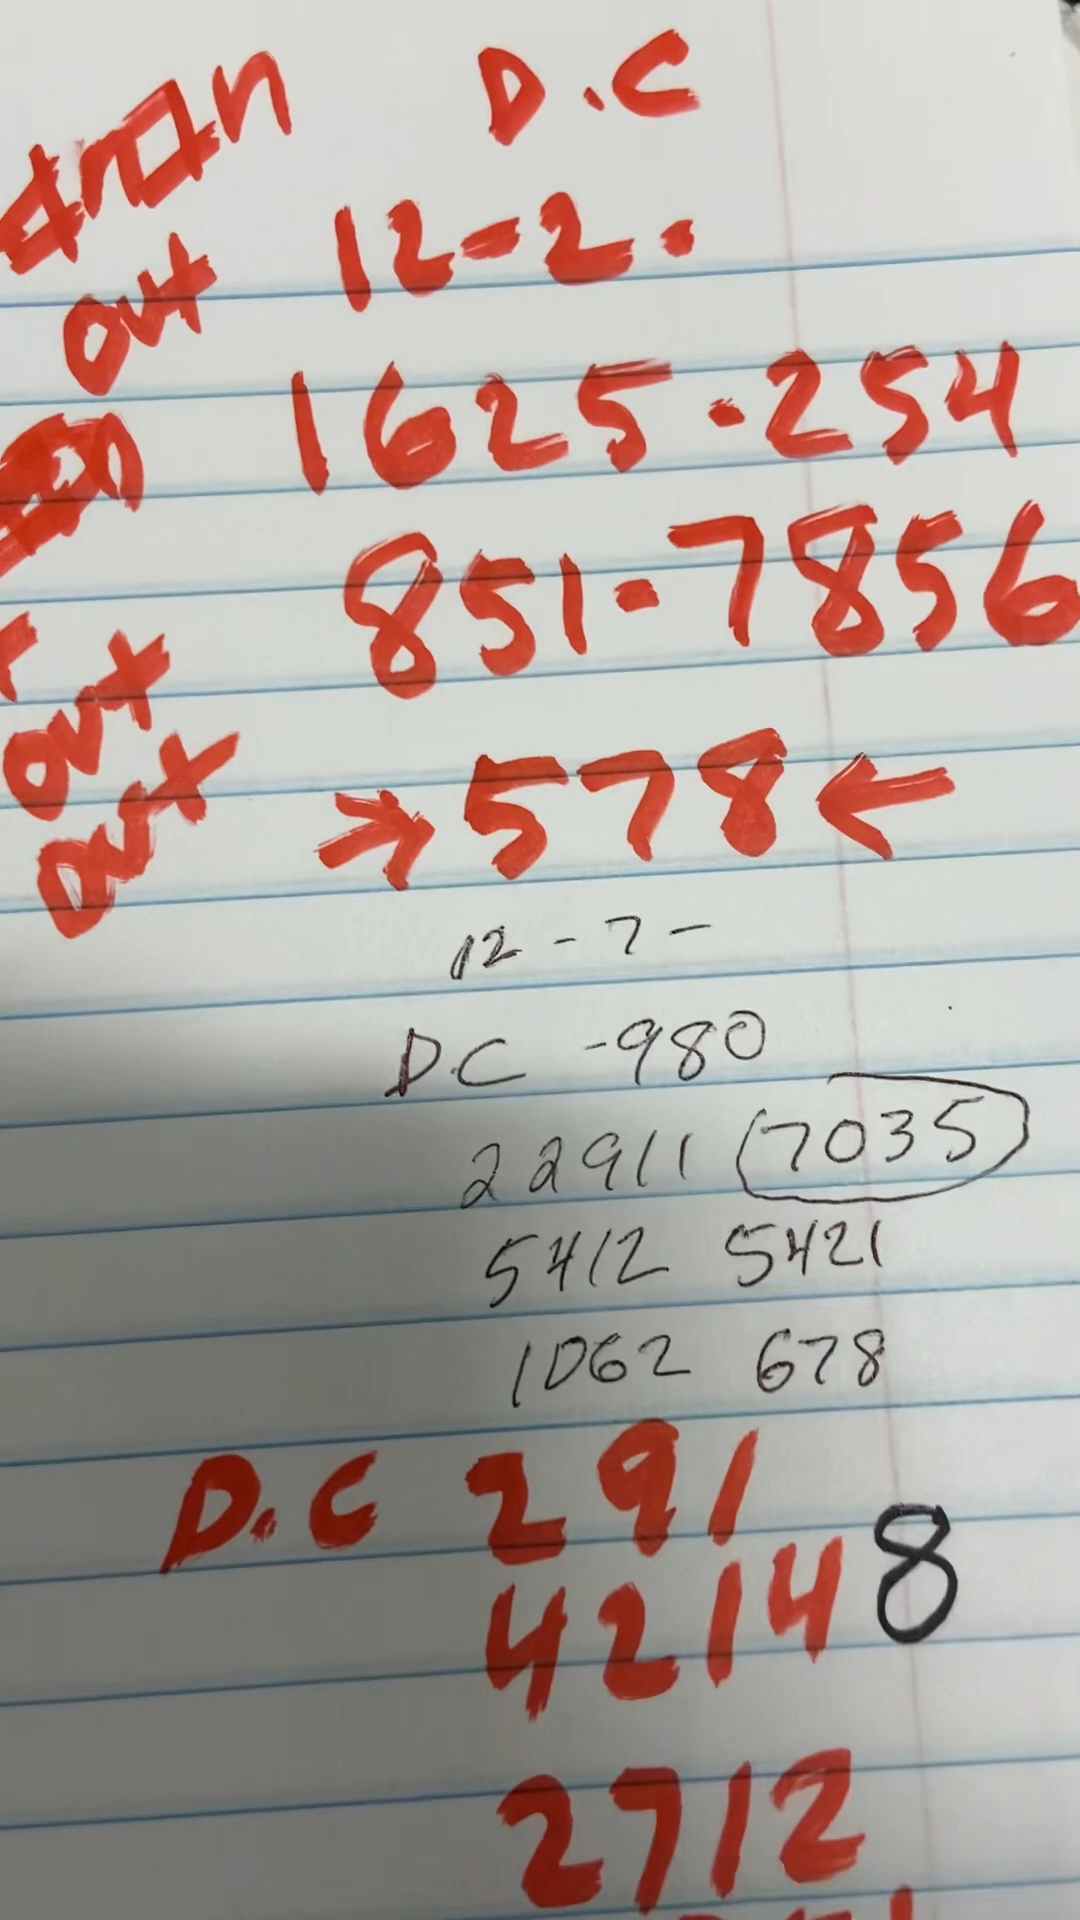 D.C
out 12-2.
1625.254
851.7856
out
out →578←
12-7-
DC -980
22911 (7035)
5412 5421
1062 678
D.C 291
42148
2712